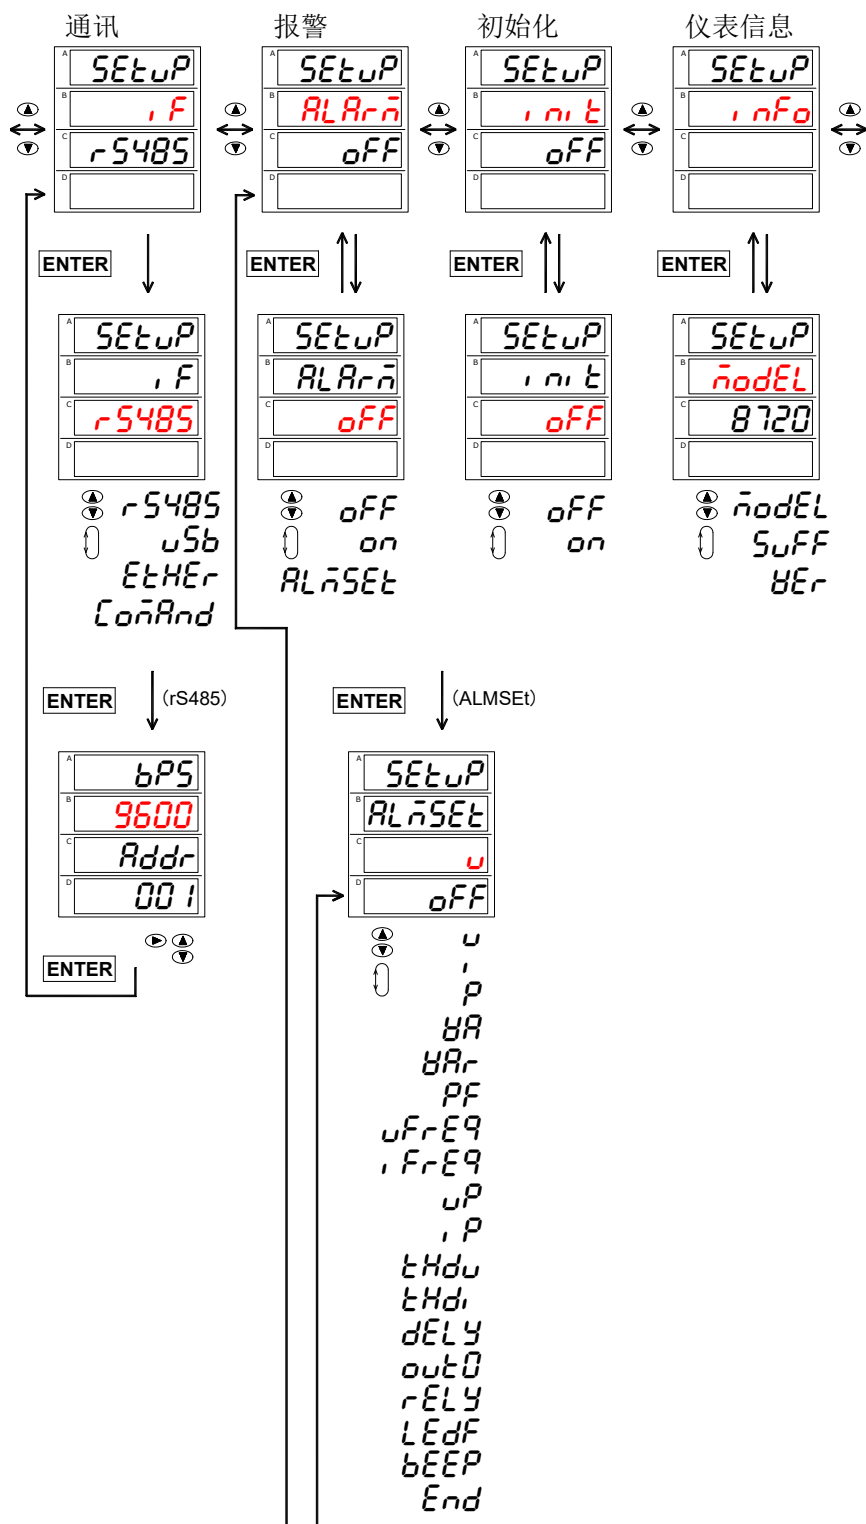 通讯 报警 初始化 仪表信息
A SEtuP A SEtuP A SEtuP A SEtuP
B iF B ALArM B init B inFo
C rS485 C oFF C oFF C
D D D D
ENTER ENTER ENTER ENTER
A SEtuP A SEtuP A SEtuP A SEtuP
B iF B ALArM B init B ModEL
C rS485 C oFF C oFF C 8720
D D D D
rS485 oFF oFF ModEL
uSb on on SuFF
EtHEr ALMSEt VEr
CoMAnd
ENTER (rS485) ENTER (ALMSEt)
A bPS A SEtuP
B 9600 B ALMSEt
C Addr C u
D 001 D oFF
ENTER
u
i
P
VA
VAr
PF
uFrEq
iFrEq
uP
iP
tHdu
tHdi
dELy
outO
rELy
LEdF
bEEP
End